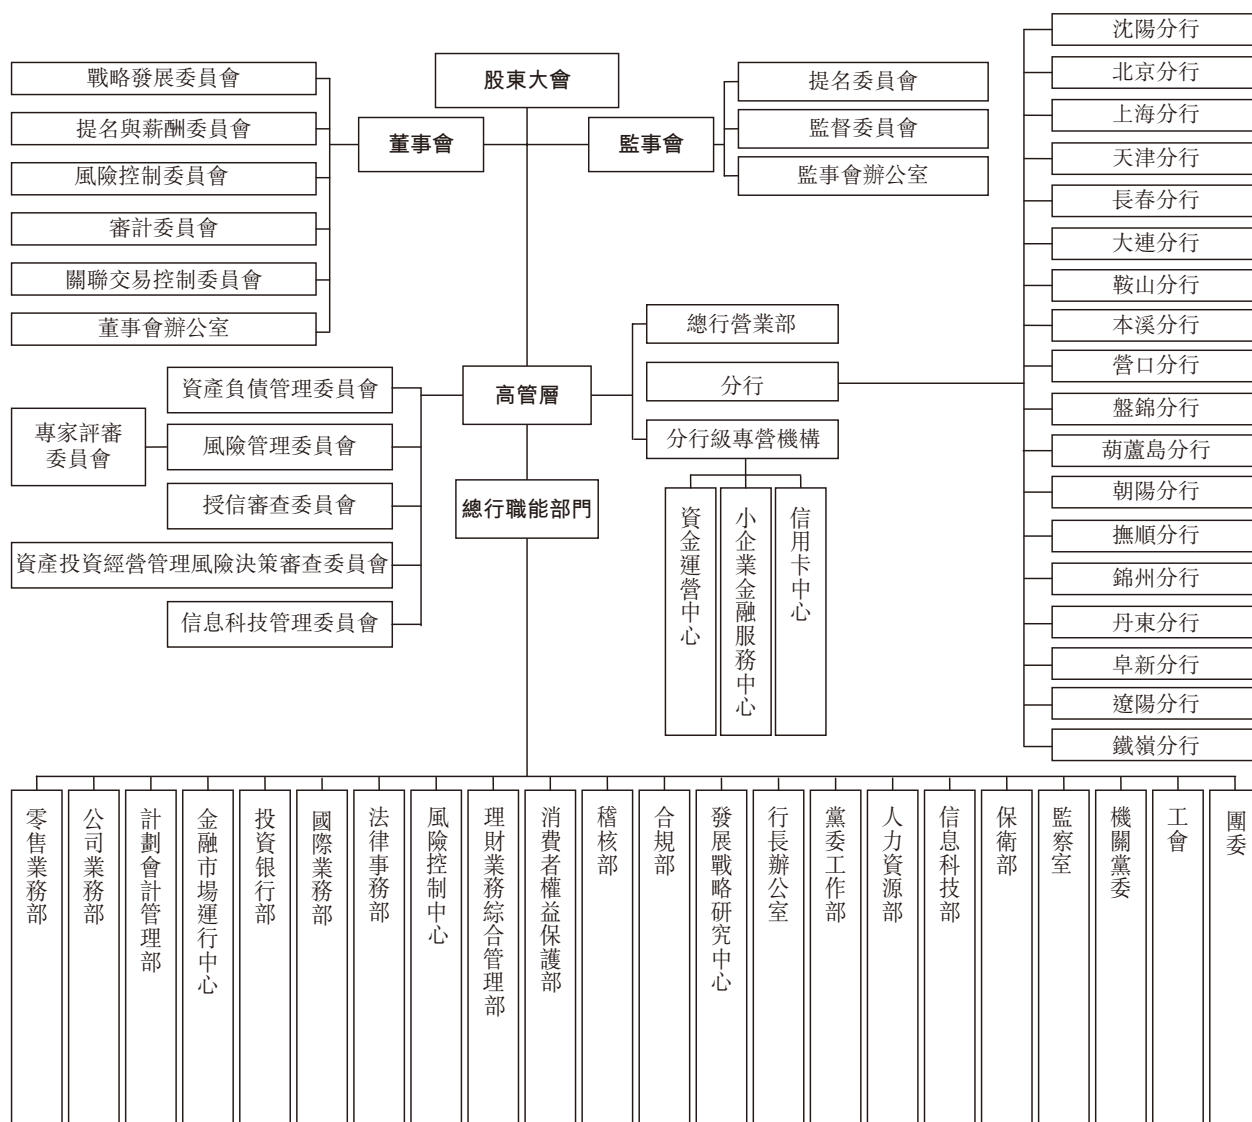 股東大會
董事會
監事會
戰略發展委員會
提名與薪酬委員會
風險控制委員會
審計委員會
關聯交易控制委員會
董事會辦公室
提名委員會
監督委員會
監事會辦公室
高管層
資產負債管理委員會
風險管理委員會
專家評審
委員會
授信審查委員會
資產投資經營管理風險決策審查委員會
信息科技管理委員會
總行營業部
分行
分行級專營機構
資金運營中心
小企業金融服務中心
信用卡中心
瀋陽分行
北京分行
上海分行
天津分行
長春分行
大連分行
鞍山分行
本溪分行
營口分行
盤錦分行
葫蘆島分行
朝陽分行
撫順分行
錦州分行
丹東分行
阜新分行
遼陽分行
鐵嶺分行
總行職能部門
零售業務部
公司業務部
計劃會計管理部
金融市場運行中心
投资银行部
國際業務部
法律事務部
風險控制中心
理財業務綜合管理部
消費者權益保護部
稽核部
合規部
發展戰略研究中心
行長辦公室
黨委工作部
人力資源部
信息科技部
保衛部
監察室
機關黨委
工會
團委